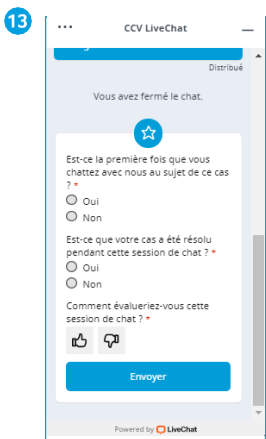 13
CCV LiveChat
Distribué
Vous avez fermé le chat.
Est-ce la première fois que vous
chattez avec nous au sujet de ce cas
? *
Oui
Non
Est-ce que votre cas a été résolu
pendant cette session de chat ? *
Oui
Non
Comment évalueriez-vous cette
session de chat ? *
Envoyer
Powered by LiveChat